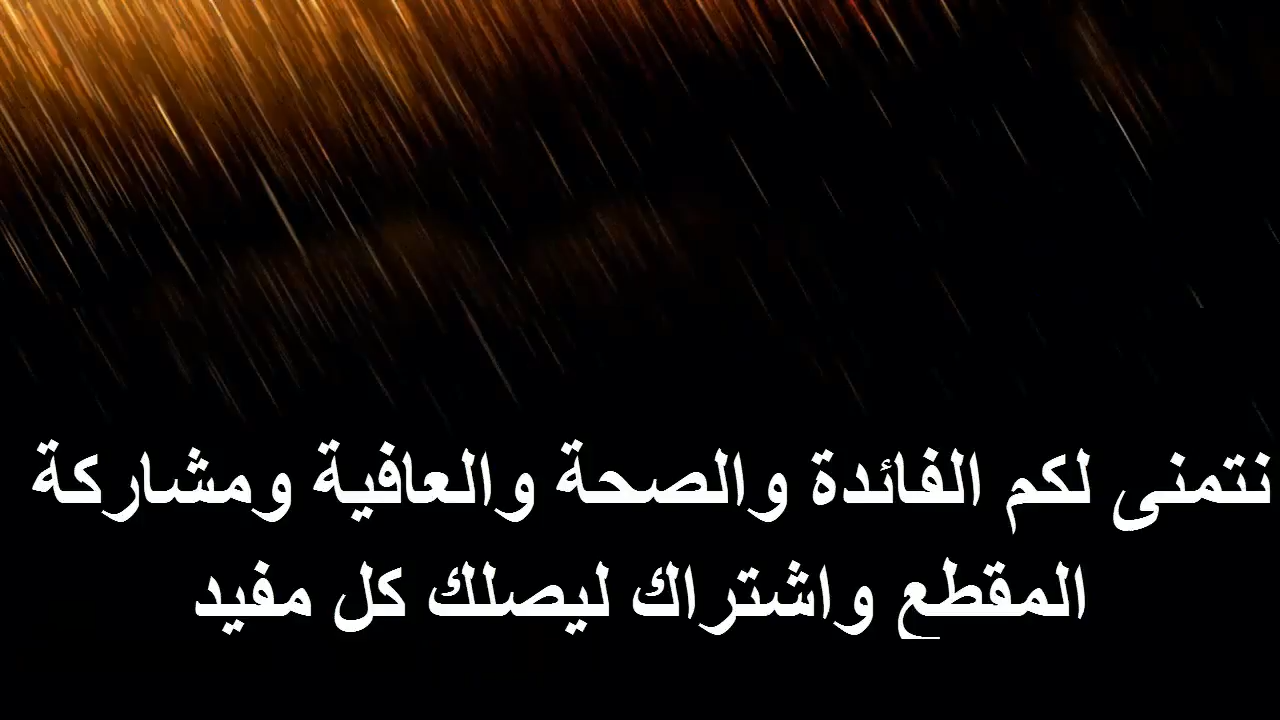 نتمنى لكم الفائدة والصحة والعافية ومشاركة
المقطع واشتراك ليصلك كل مفيد